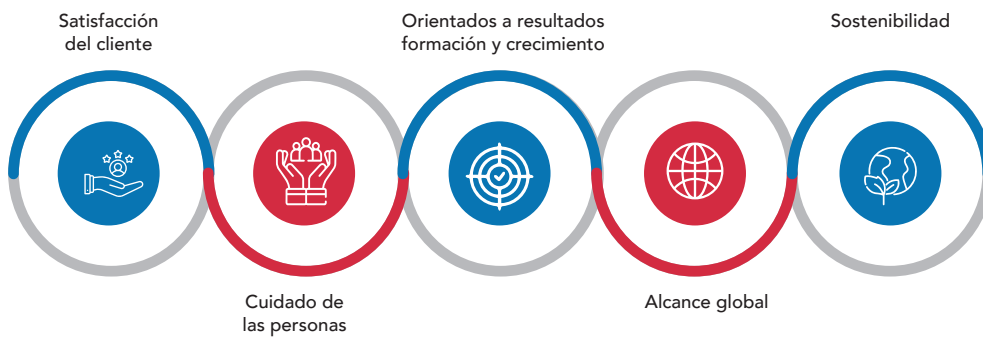 Satisfacción
del cliente
Orientados a resultados
formación y crecimiento
Sostenibilidad
Cuidado de
las personas
Alcance global